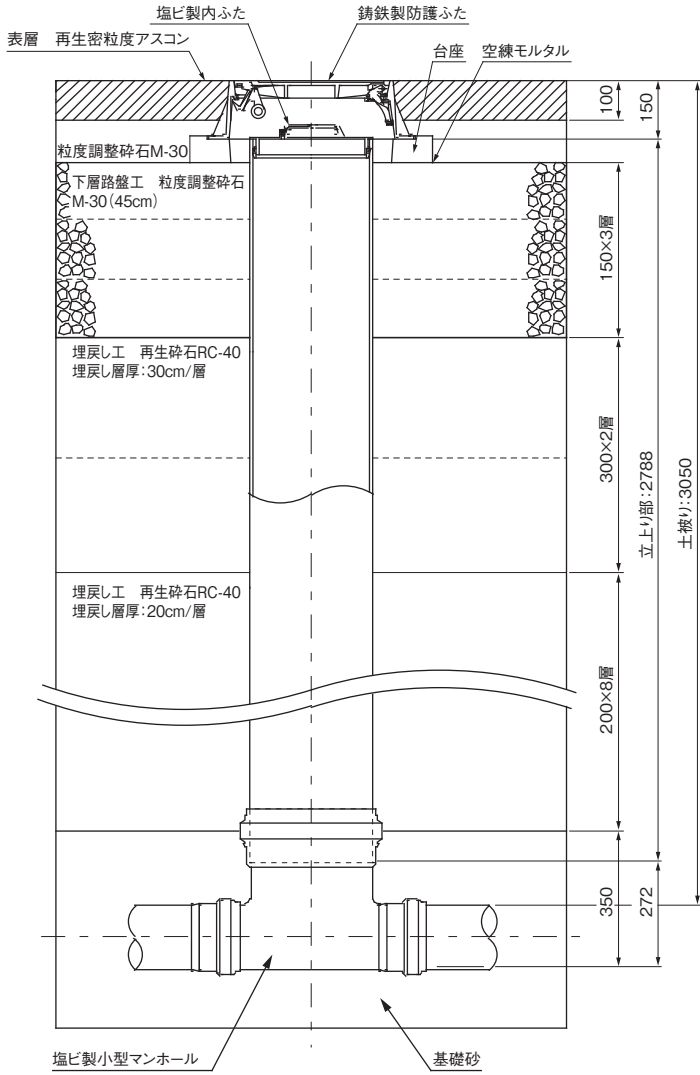 塩ビ製内ふた
鋳鉄製防護ふた
表層　再生密粒度アスコン
台座
空練モルタル
100
150
粒度調整砕石M-30
下層路盤工　粒度調整砕石
M-30(45cm)
150×3層
埋戻し工　再生砕石RC-40
埋戻し層厚:30cm/層
300×2層
立上り部:2788
土被り:3050
埋戻し工　再生砕石RC-40
埋戻し層厚:20cm/層
200×8層
350
272
塩ビ製小型マンホール
基礎砂